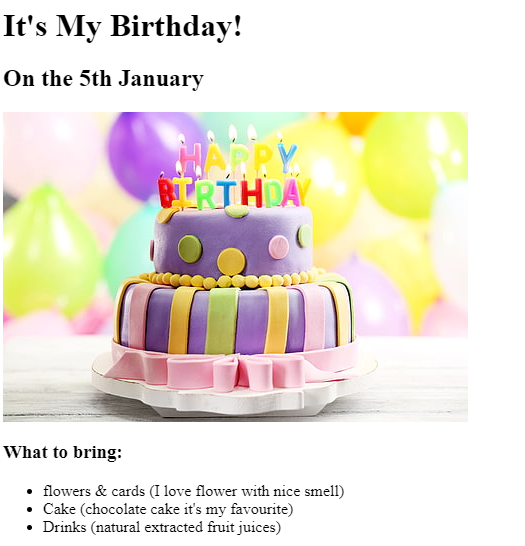 It's My Birthday!
On the 5th January
HAPPY
BIRTHDAY
What to bring:
flowers & cards (I love flower with nice smell)
Cake (chocolate cake it's my favourite)
Drinks (natural extracted fruit juices)